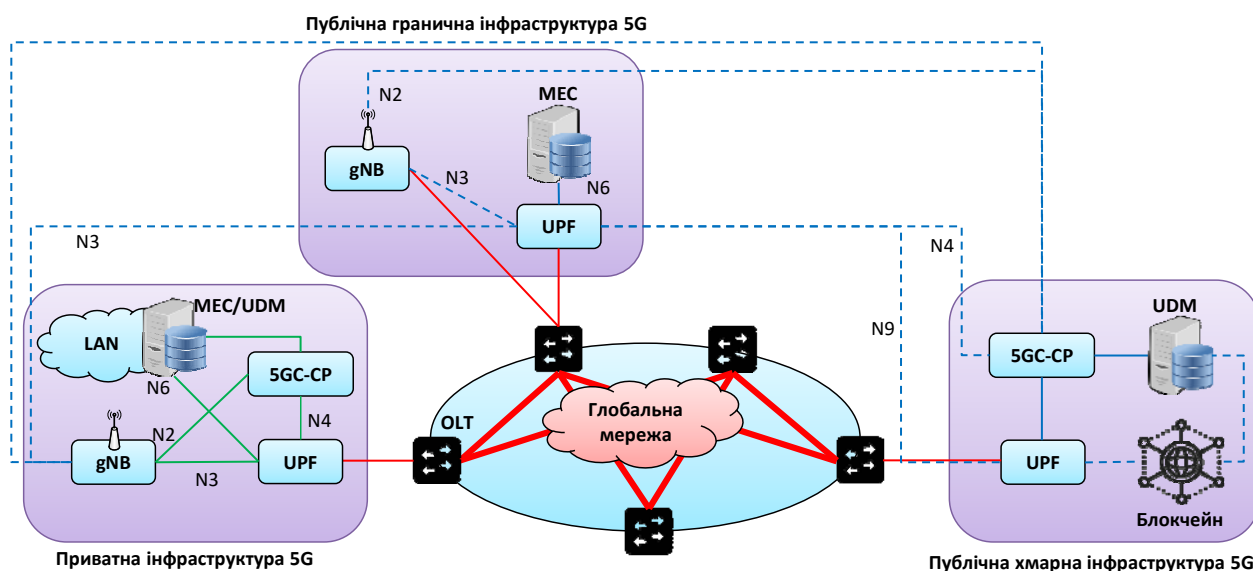 Публічна гранична інфраструктура 5G
N2
MEC
gNB
N3
N6
UPF
N3
N4
MEC/UDM
LAN
5GC-CP
N6
N2
N4
gNB
N3
UPF
OLT
Глобальна
мережа
N9
UDM
5GC-CP
UPF
Блокчейн
Приватна інфраструктура 5G
Публічна хмарна інфраструктура 5G